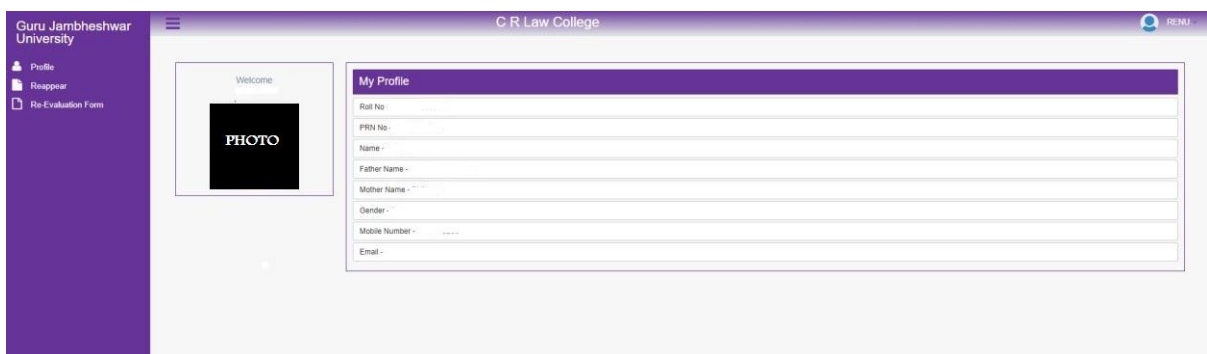 Guru Jambheshwar
University
C R Law College
RENU
Profile
Reappear
Re-Evaluation Form
Welcome
PHOTO
My Profile
Roll No
PRN No -
Name -
Father Name -
Mother Name -
Gender -
Mobile Number -
Email -